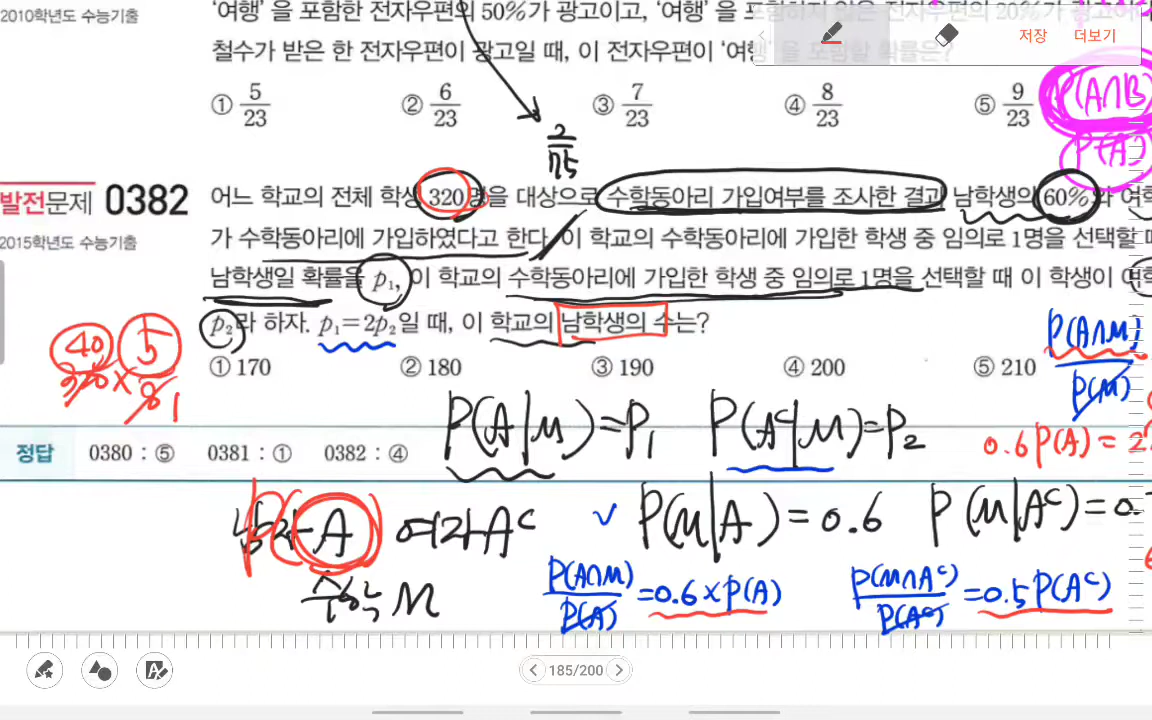 2010학년도 수능기출
'여행' 을 포함한 전자우편의 50%가 광고이고, '여행' 을 포함하지 않은 전자우편의 20%가 광고이다
철수가 받은 한 전자우편이 광고일 때, 이 전자우편이 '여행' 을 포함할 확률은?
저장 더보기
① 5/23 ② 6/23 ③ 7/23 ④ 8/23 ⑤ 9/23
P(A∩B)
P(A)
발전문제 0382
2015학년도 수능기출
어느 학교의 전체 학생 320명을 대상으로 수학동아리 가입여부를 조사한 결과 남학생의 60%와 여학
가 수학동아리에 가입하였다고 한다. 이 학교의 수학동아리에 가입한 학생 중 임의로 1명을 선택할 때
남학생일 확률을 p₁, 이 학교의 수학동아리에 가입한 학생 중 임의로 1명을 선택할 때 이 학생이 여학
p₂라 하자. p₁=2p₂일 때, 이 학교의 남학생의 수는?
① 170 ② 180 ③ 190 ④ 200 ⑤ 210
40 5
320 × 8 1
P(A∩M)
P(M)
P(A|M)=P₁ P(Aᶜ|M)=P₂
0.6P(A)=2
정답 0380 : ⑤ 0381 : ① 0382 : ④
남자 A 여자 Aᶜ
P(M|A)=0.6 P(M|Aᶜ)=0.
수학 M
P(A∩M)/P(A) =0.6×P(A) P(M∩Aᶜ)/P(Aᶜ) =0.5P(Aᶜ)
185/200